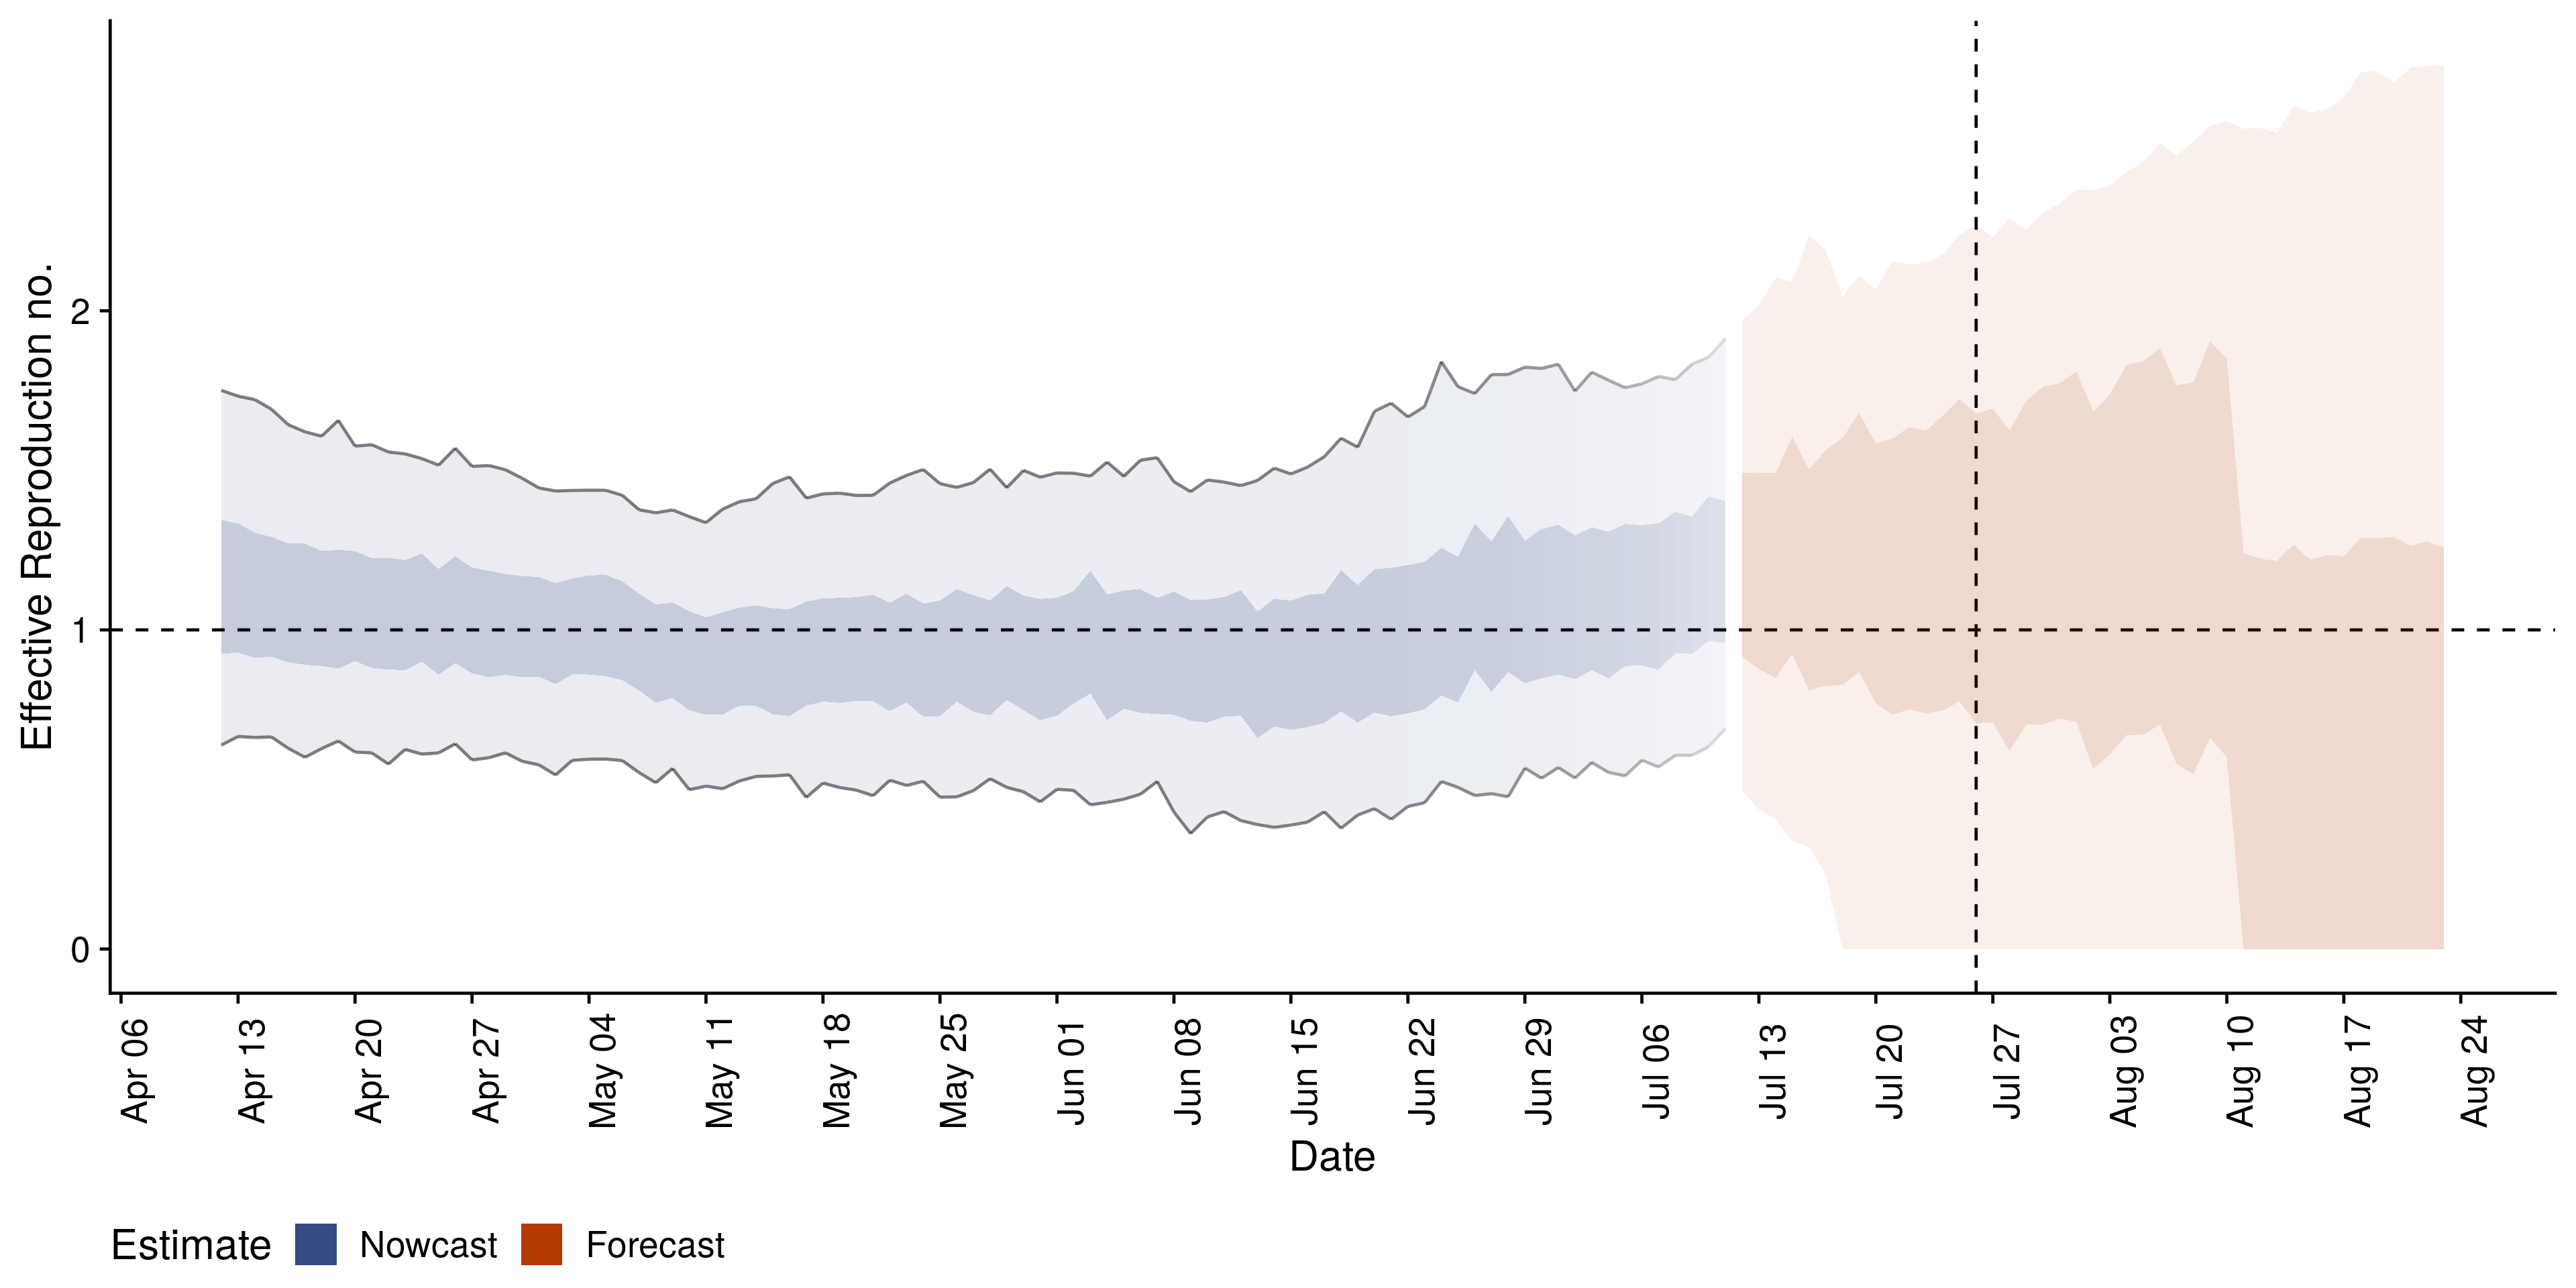 Effective Reproduction no.
2
1
0
Apr 06
Apr 13
Apr 20
Apr 27
May 04
May 11
May 18
May 25
Jun 01
Jun 08
Jun 15
Jun 22
Jun 29
Jul 06
Jul 13
Jul 20
Jul 27
Aug 03
Aug 10
Aug 17
Aug 24
Date
Estimate Nowcast Forecast